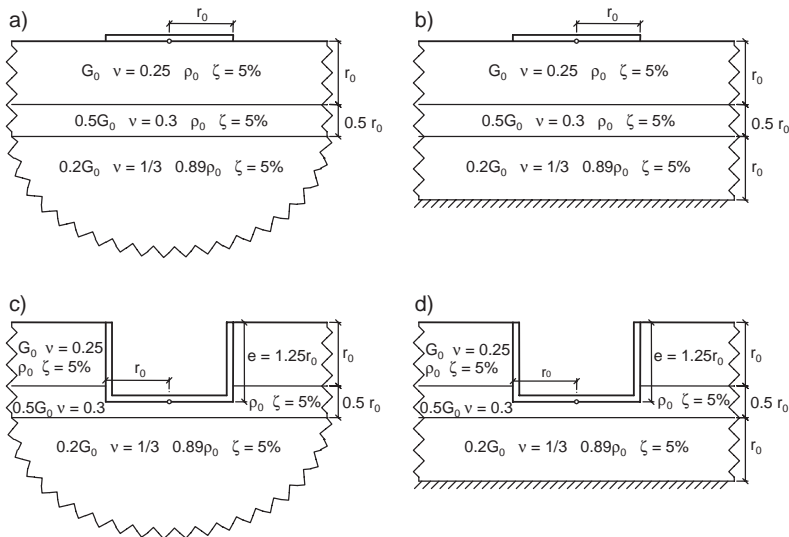 a)
r₀
G₀ ν = 0.25 ρ₀ ζ = 5%
r₀
0.5G₀ ν = 0.3 ρ₀ ζ = 5%
0.5 r₀
0.2G₀ ν = 1/3 0.89ρ₀ ζ = 5%
b)
r₀
G₀ ν = 0.25 ρ₀ ζ = 5%
r₀
0.5G₀ ν = 0.3 ρ₀ ζ = 5%
0.5 r₀
0.2G₀ ν = 1/3 0.89ρ₀ ζ = 5%
r₀
c)
G₀ ν = 0.25
ρ₀ ζ = 5%
r₀
e = 1.25r₀
r₀
0.5G₀ ν = 0.3
ρ₀ ζ = 5%
0.5 r₀
0.2G₀ ν = 1/3 0.89ρ₀ ζ = 5%
d)
G₀ ν = 0.25
ρ₀ ζ = 5%
r₀
e = 1.25r₀
r₀
0.5G₀ ν = 0.3
ρ₀ ζ = 5%
0.5 r₀
0.2G₀ ν = 1/3 0.89ρ₀ ζ = 5%
r₀